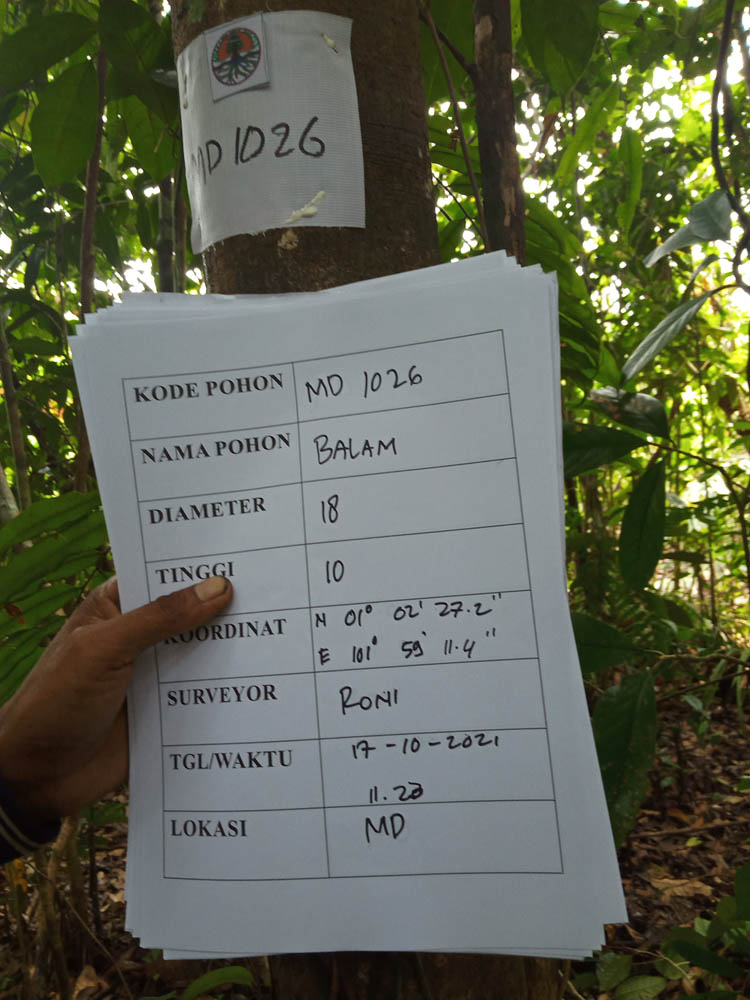 MD 1026
KODE POHON MD 1026
NAMA POHON BALAM
DIAMETER 18
TINGGI 10
KOORDINAT N 01° 02' 27.2"
E 101° 59' 11.4"
SURVEYOR RONI
TGL/WAKTU 17-10-2021
11.20
LOKASI MD